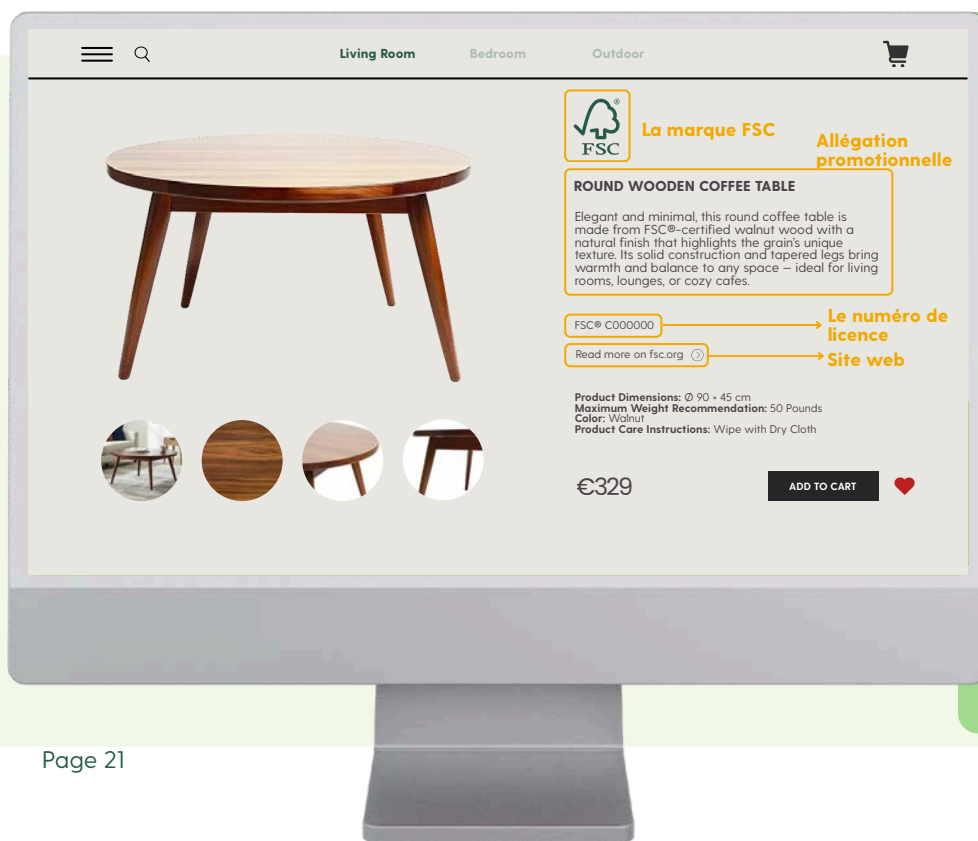 Living Room Bedroom Outdoor
FSC®
La marque FSC
Allégation
promotionnelle
ROUND WOODEN COFFEE TABLE
Elegant and minimal, this round coffee table is
made from FSC®-certified walnut wood with a
natural finish that highlights the grain's unique
texture. Its solid construction and tapered legs bring
warmth and balance to any space – ideal for living
rooms, lounges, or cozy cafes.
FSC® C000000
Le numéro de
licence
Read more on fsc.org
Site web
Product Dimensions: Ø 90 • 45 cm
Maximum Weight Recommendation: 50 Pounds
Color: Walnut
Product Care Instructions: Wipe with Dry Cloth
€329
ADD TO CART
Page 21